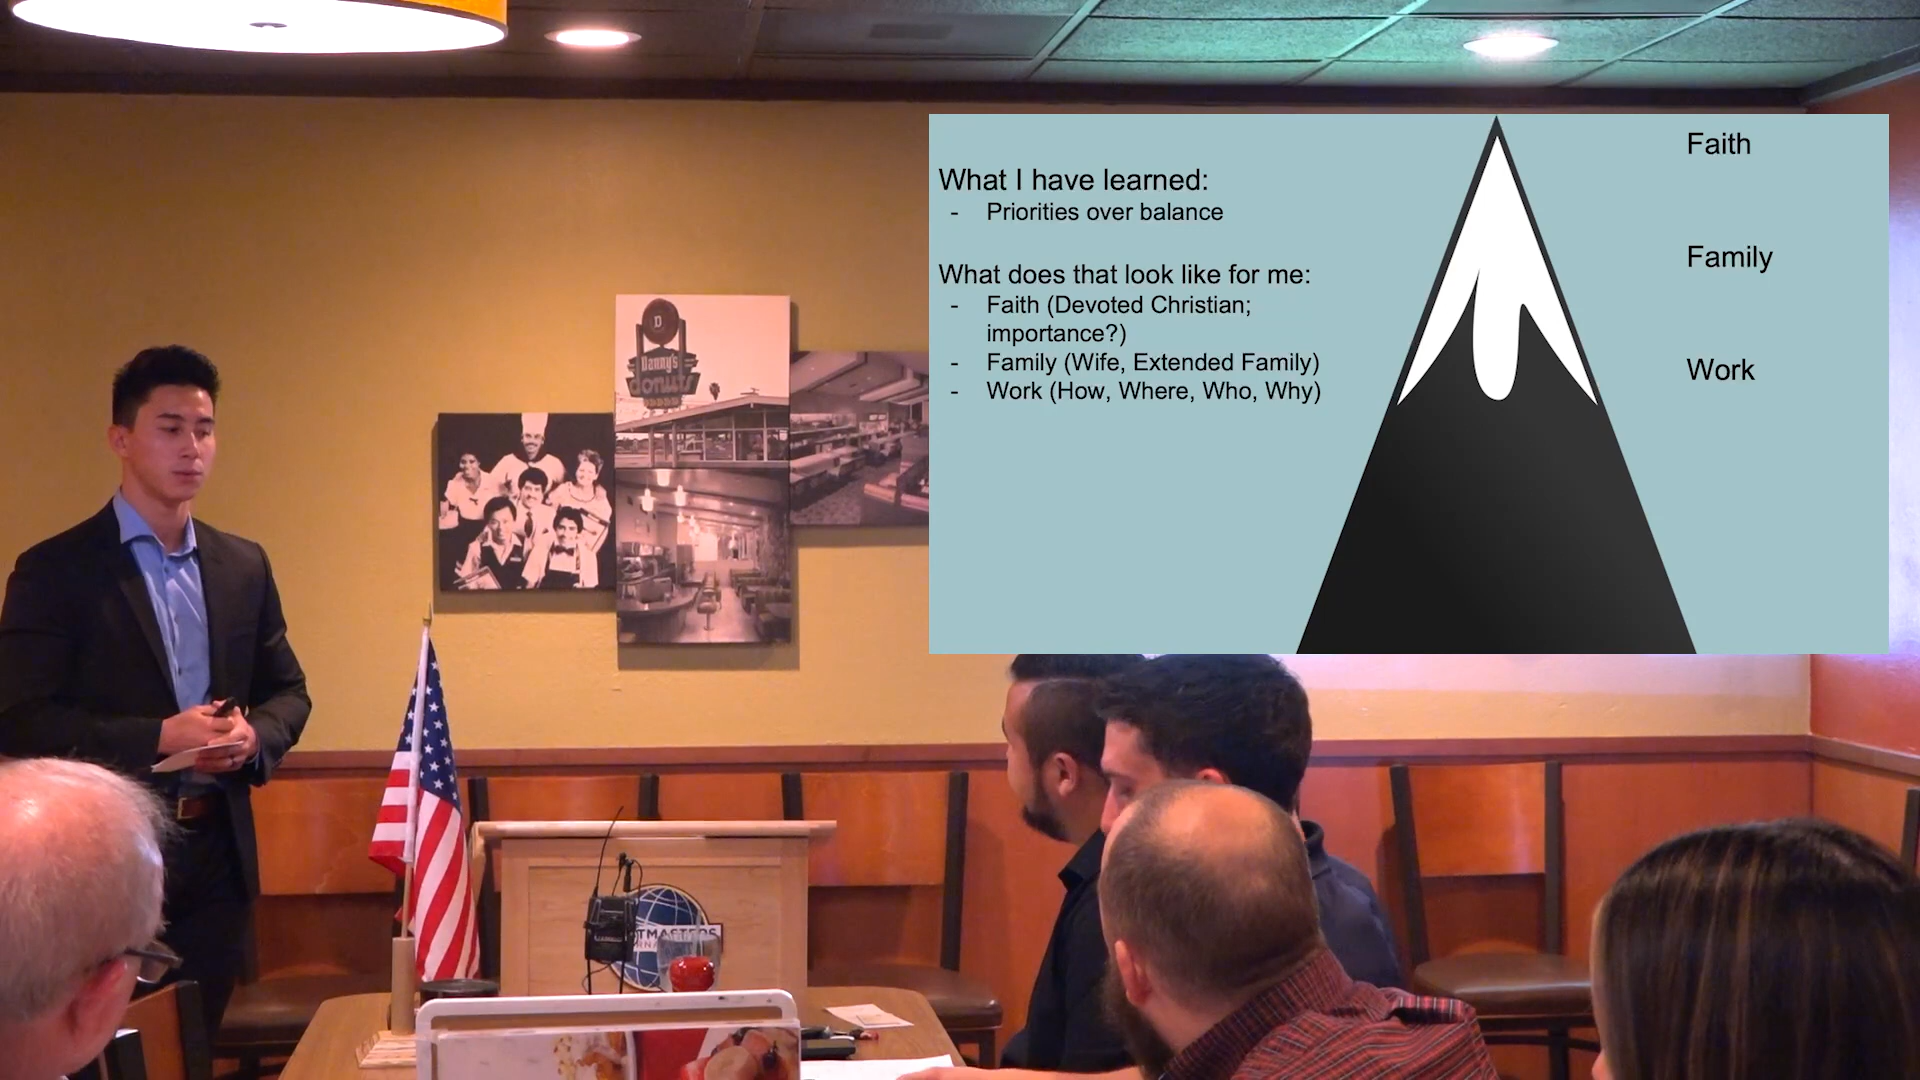 What I have learned:
- Priorities over balance
What does that look like for me:
- Faith (Devoted Christian;
importance?)
- Family (Wife, Extended Family)
- Work (How, Where, Who, Why)
Faith
Family
Work
D
Danny's
donuts